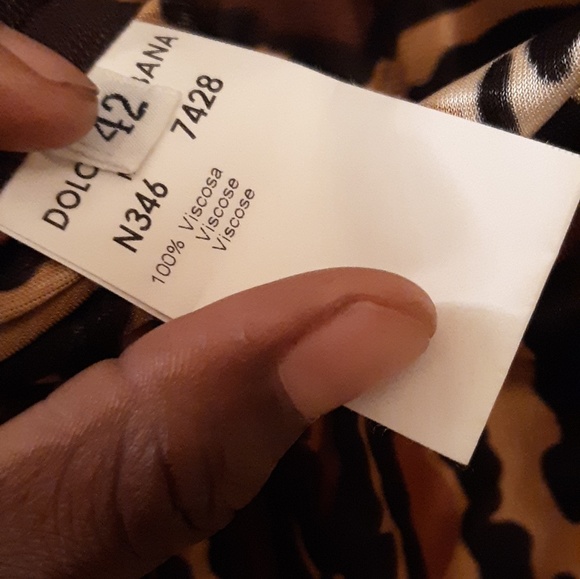 DOLC ANA
42
N346 7428
100% Viscosa
Viscose
Viscose